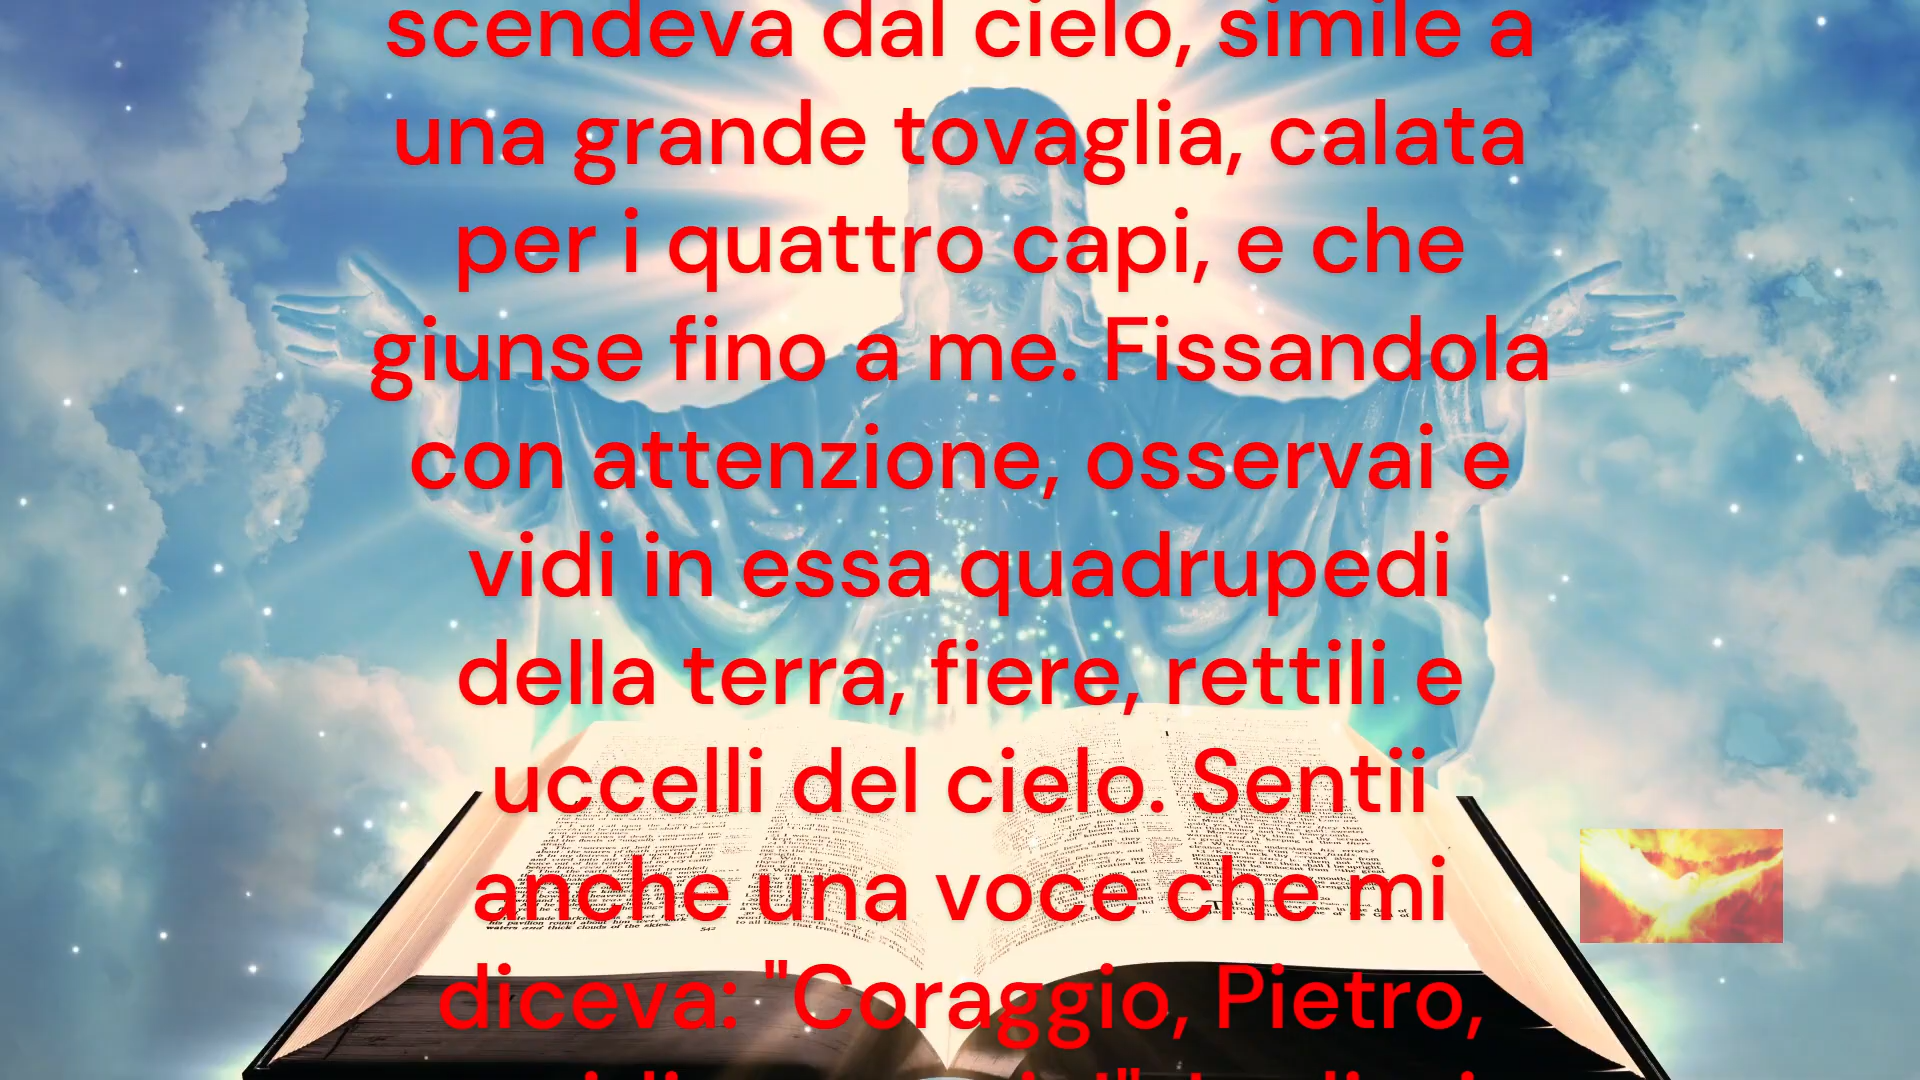 scendeva dal cielo, simile a
una grande tovaglia, calata
per i quattro capi, e che
giunse fino a me. Fissandola
con attenzione, osservai e
vidi in essa quadrupedi
della terra, fiere, rettili e
uccelli del cielo. Sentii
anche una voce che mi
diceva: "Coraggio, Pietro,